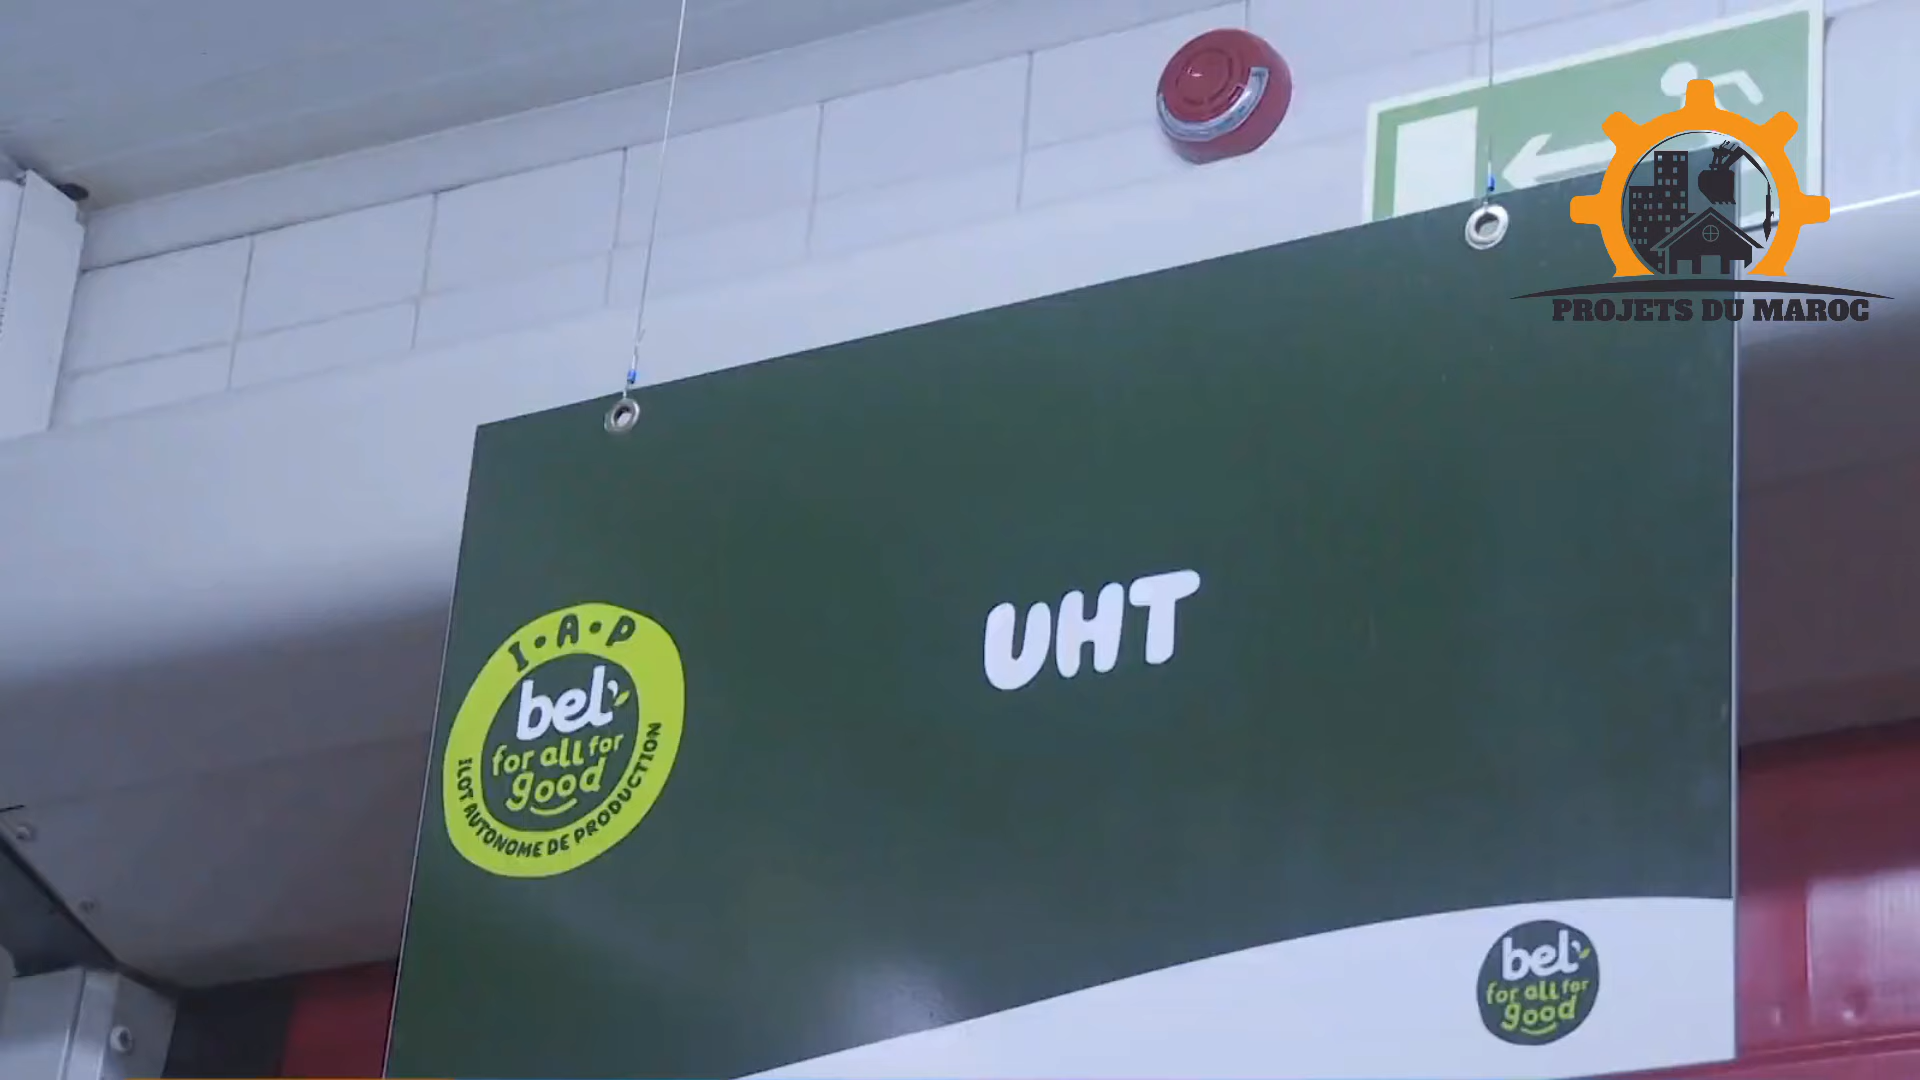 PROJETS DU MAROC
UHT
I•A•P
bel
for all for
good
ILOT AUTONOME DE PRODUCTION
bel
for all for
good